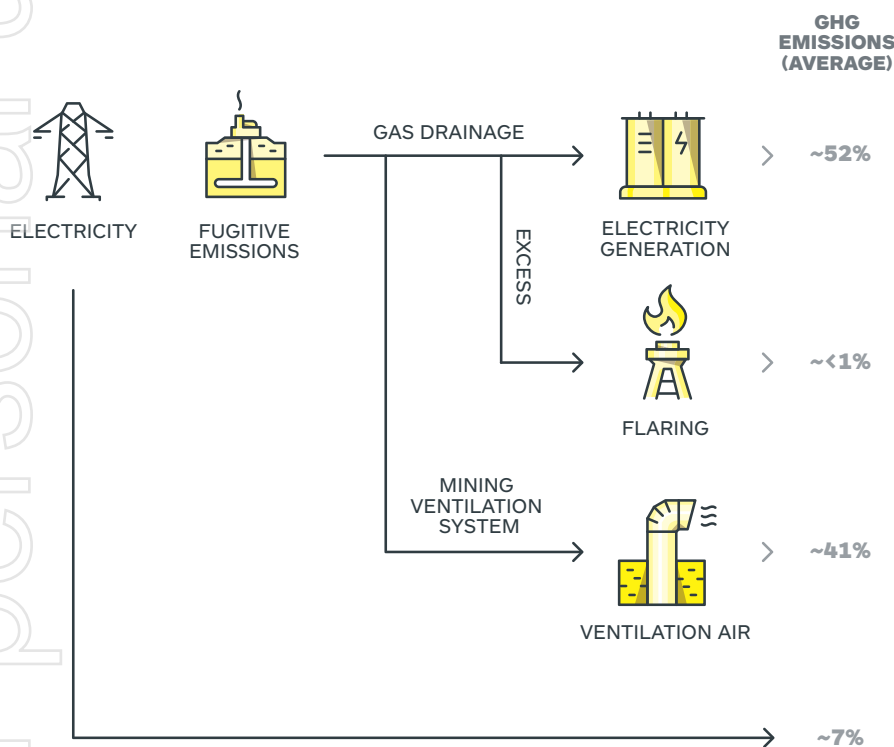 GHG
EMISSIONS
(AVERAGE)
GAS DRAINAGE
~52%
ELECTRICITY
FUGITIVE
EMISSIONS
ELECTRICITY
GENERATION
EXCESS
~<1%
FLARING
MINING
VENTILATION
SYSTEM
~41%
VENTILATION AIR
~7%
personal